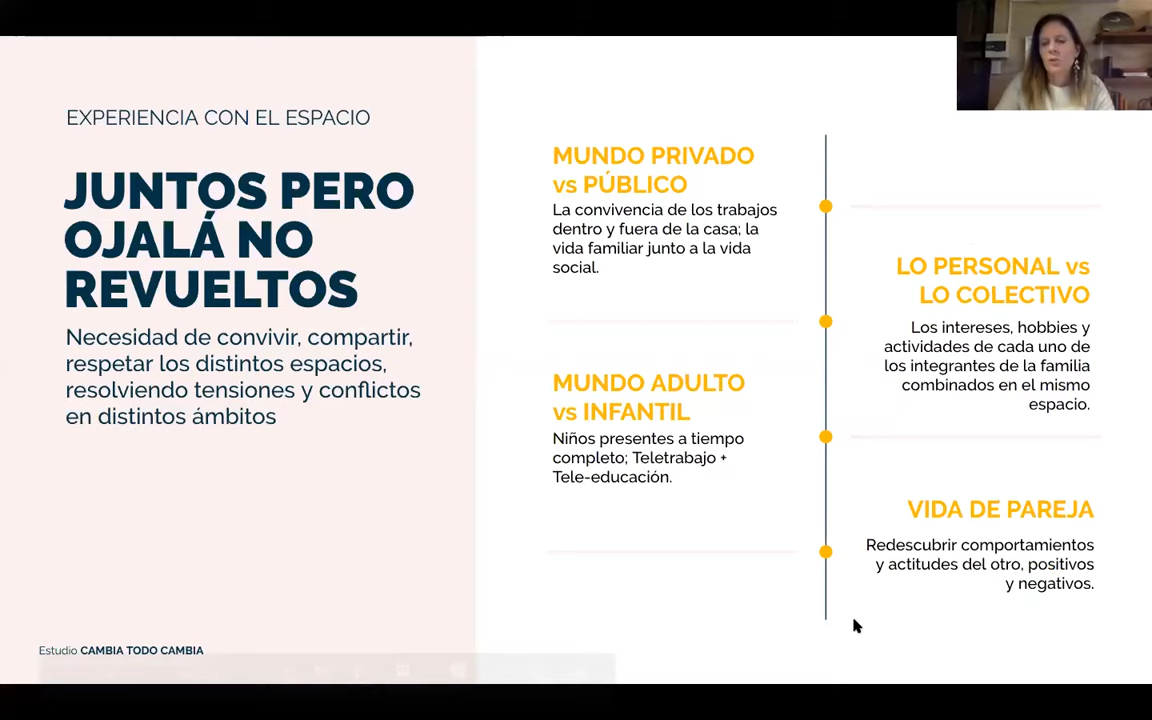 EXPERIENCIA CON EL ESPACIO
JUNTOS PERO
OJALÁ NO
REVUELTOS
Necesidad de convivir, compartir,
respetar los distintos espacios,
resolviendo tensiones y conflictos
en distintos ámbitos
MUNDO PRIVADO
vs PÚBLICO
La convivencia de los trabajos
dentro y fuera de la casa; la
vida familiar junto a la vida
social.
LO PERSONAL vs
LO COLECTIVO
Los intereses, hobbies y
actividades de cada uno de
los integrantes de la familia
combinados en el mismo
espacio.
MUNDO ADULTO
vs INFANTIL
Niños presentes a tiempo
completo; Teletrabajo +
Tele-educación.
VIDA DE PAREJA
Redescubrir comportamientos
y actitudes del otro, positivos
y negativos.
Estudio CAMBIA TODO CAMBIA